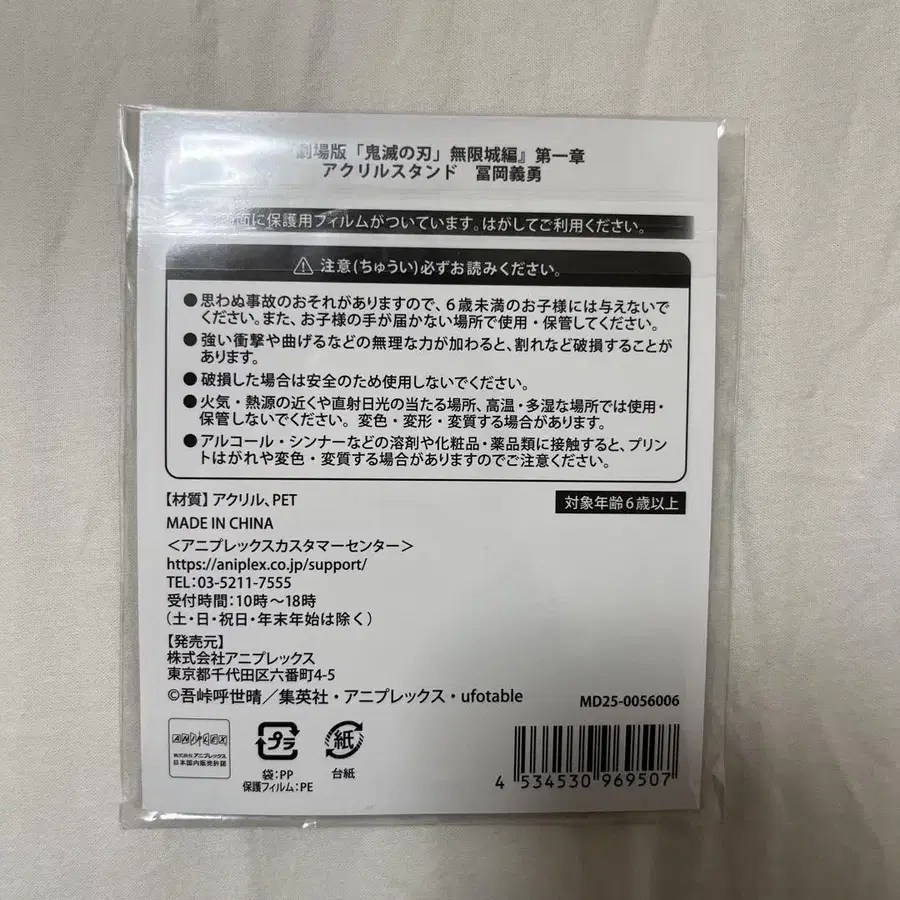 劇場版「鬼滅の刃」無限城編』第一章
アクリルスタンド 冨岡義勇
面に保護用フィルムがついています。はがしてご利用ください。
注意(ちゅうい)必ずお読みください。
●思わぬ事故のおそれがありますので、6歳未満のお子様には与えないで
ください。また、お子様の手が届かない場所で使用・保管してください。
●強い衝撃や曲げるなどの無理な力が加わると、割れなど破損することが
あります。
●破損した場合は安全のため使用しないでください。
●火気・熱源の近くや直射日光の当たる場所、高温・多湿な場所では使用・
保管しないでください。変色・変形・変質する場合があります。
●アルコール・シンナーなどの溶剤や化粧品・薬品類に接触すると、プリン
トはがれや変色・変質する場合がありますのでご注意ください。
【材質】アクリル、PET
対象年齢6歳以上
MADE IN CHINA
<アニプレックスカスタマーセンター>
https://aniplex.co.jp/support/
TEL:03-5211-7555
受付時間:10時~18時
(土・日・祝日・年末年始は除く)
【発売元】
株式会社アニプレックス
東京都千代田区六番町4-5
©吾峠呼世晴/集英社・アニプレックス・ufotable
MD25-0056006
ANIPLEX
株式会社アニプレックス
日本国内販売許諾
プラ
袋:PP
保護フィルム:PE
紙
台紙
4 534530 969507